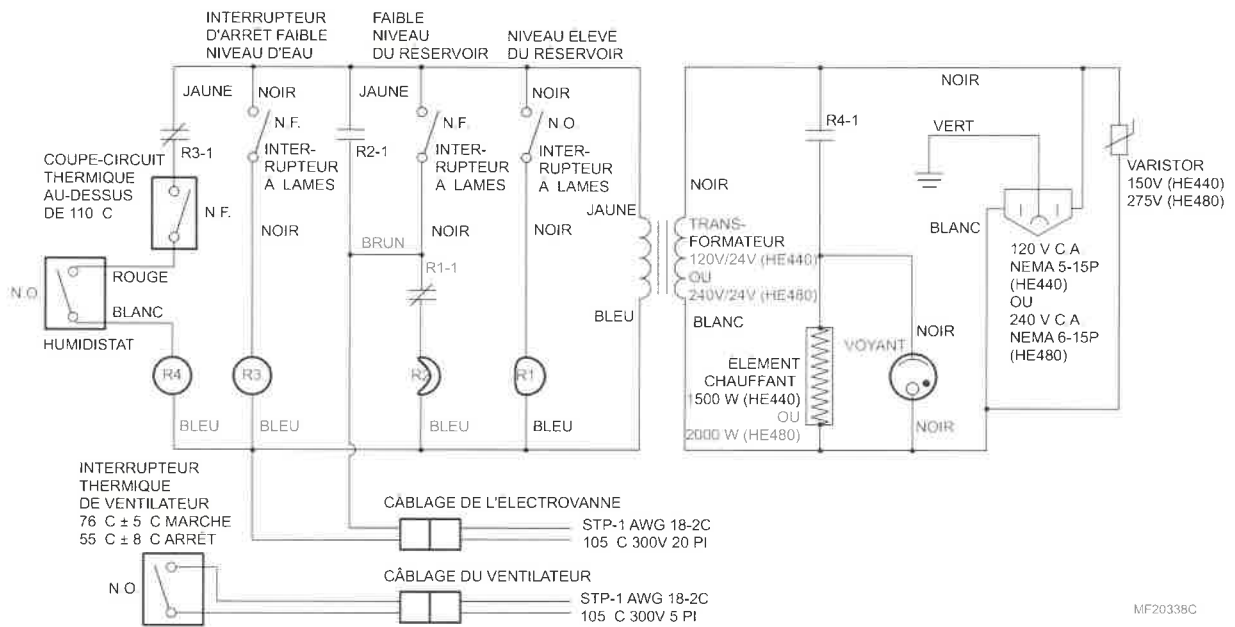 INTERRUPTEUR
D'ARRÊT FAIBLE
NIVEAU D'EAU
FAIBLE
NIVEAU
DU RÉSERVOIR
NIVEAU ÉLEVÉ
DU RÉSERVOIR
JAUNE
NOIR
JAUNE
NOIR
NOIR
NOIR
R3-1
N.F.
INTER-
RUPTEUR
A LAMES
R2-1
N.F.
INTER-
RUPTEUR
A LAMES
N.O.
INTER-
RUPTEUR
A LAMES
R4-1
VERT
VARISTOR
150V (HE440)
275V (HE480)
COUPE-CIRCUIT
THERMIQUE
AU-DESSUS
DE 110 C
N.F.
NOIR
JAUNE
NOIR
BRUN
NOIR
NOIR
R1-1
TRANS-
FORMATEUR
120V/24V (HE440)
OU
240V/24V (HE480)
BLANC
120 V C.A
NEMA 5-15P
(HE440)
OU
240 V C.A
NEMA 6-15P
(HE480)
N.O.
ROUGE
BLANC
HUMIDISTAT
BLEU
BLANC
NOIR
VOYANT
R4
R3
R2
R1
ÉLEMENT
CHAUFFANT
1500 W (HE440)
OU
2000 W (HE480)
NOIR
BLEU
BLEU
BLEU
BLEU
INTERRUPTEUR
THERMIQUE
DE VENTILATEUR
76 C ± 5 C MARCHE
55 C ± 8 C ARRÊT
N.O.
CÂBLAGE DE L'ÉLECTROVANNE
STP-1 AWG 18-2C
105 C 300V 20 PI
CÂBLAGE DU VENTILATEUR
STP-1 AWG 18-2C
105 C 300V 5 PI
MF20338C